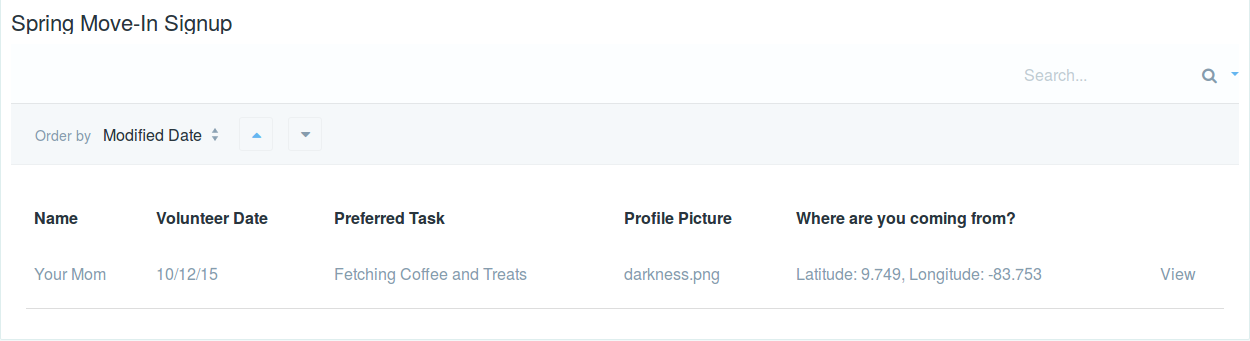 Spring Move-In Signup
Search...
Order by Modified Date
Name Volunteer Date Preferred Task Profile Picture Where are you coming from?
Your Mom 10/12/15 Fetching Coffee and Treats darkness.png Latitude: 9.749, Longitude: -83.753 View